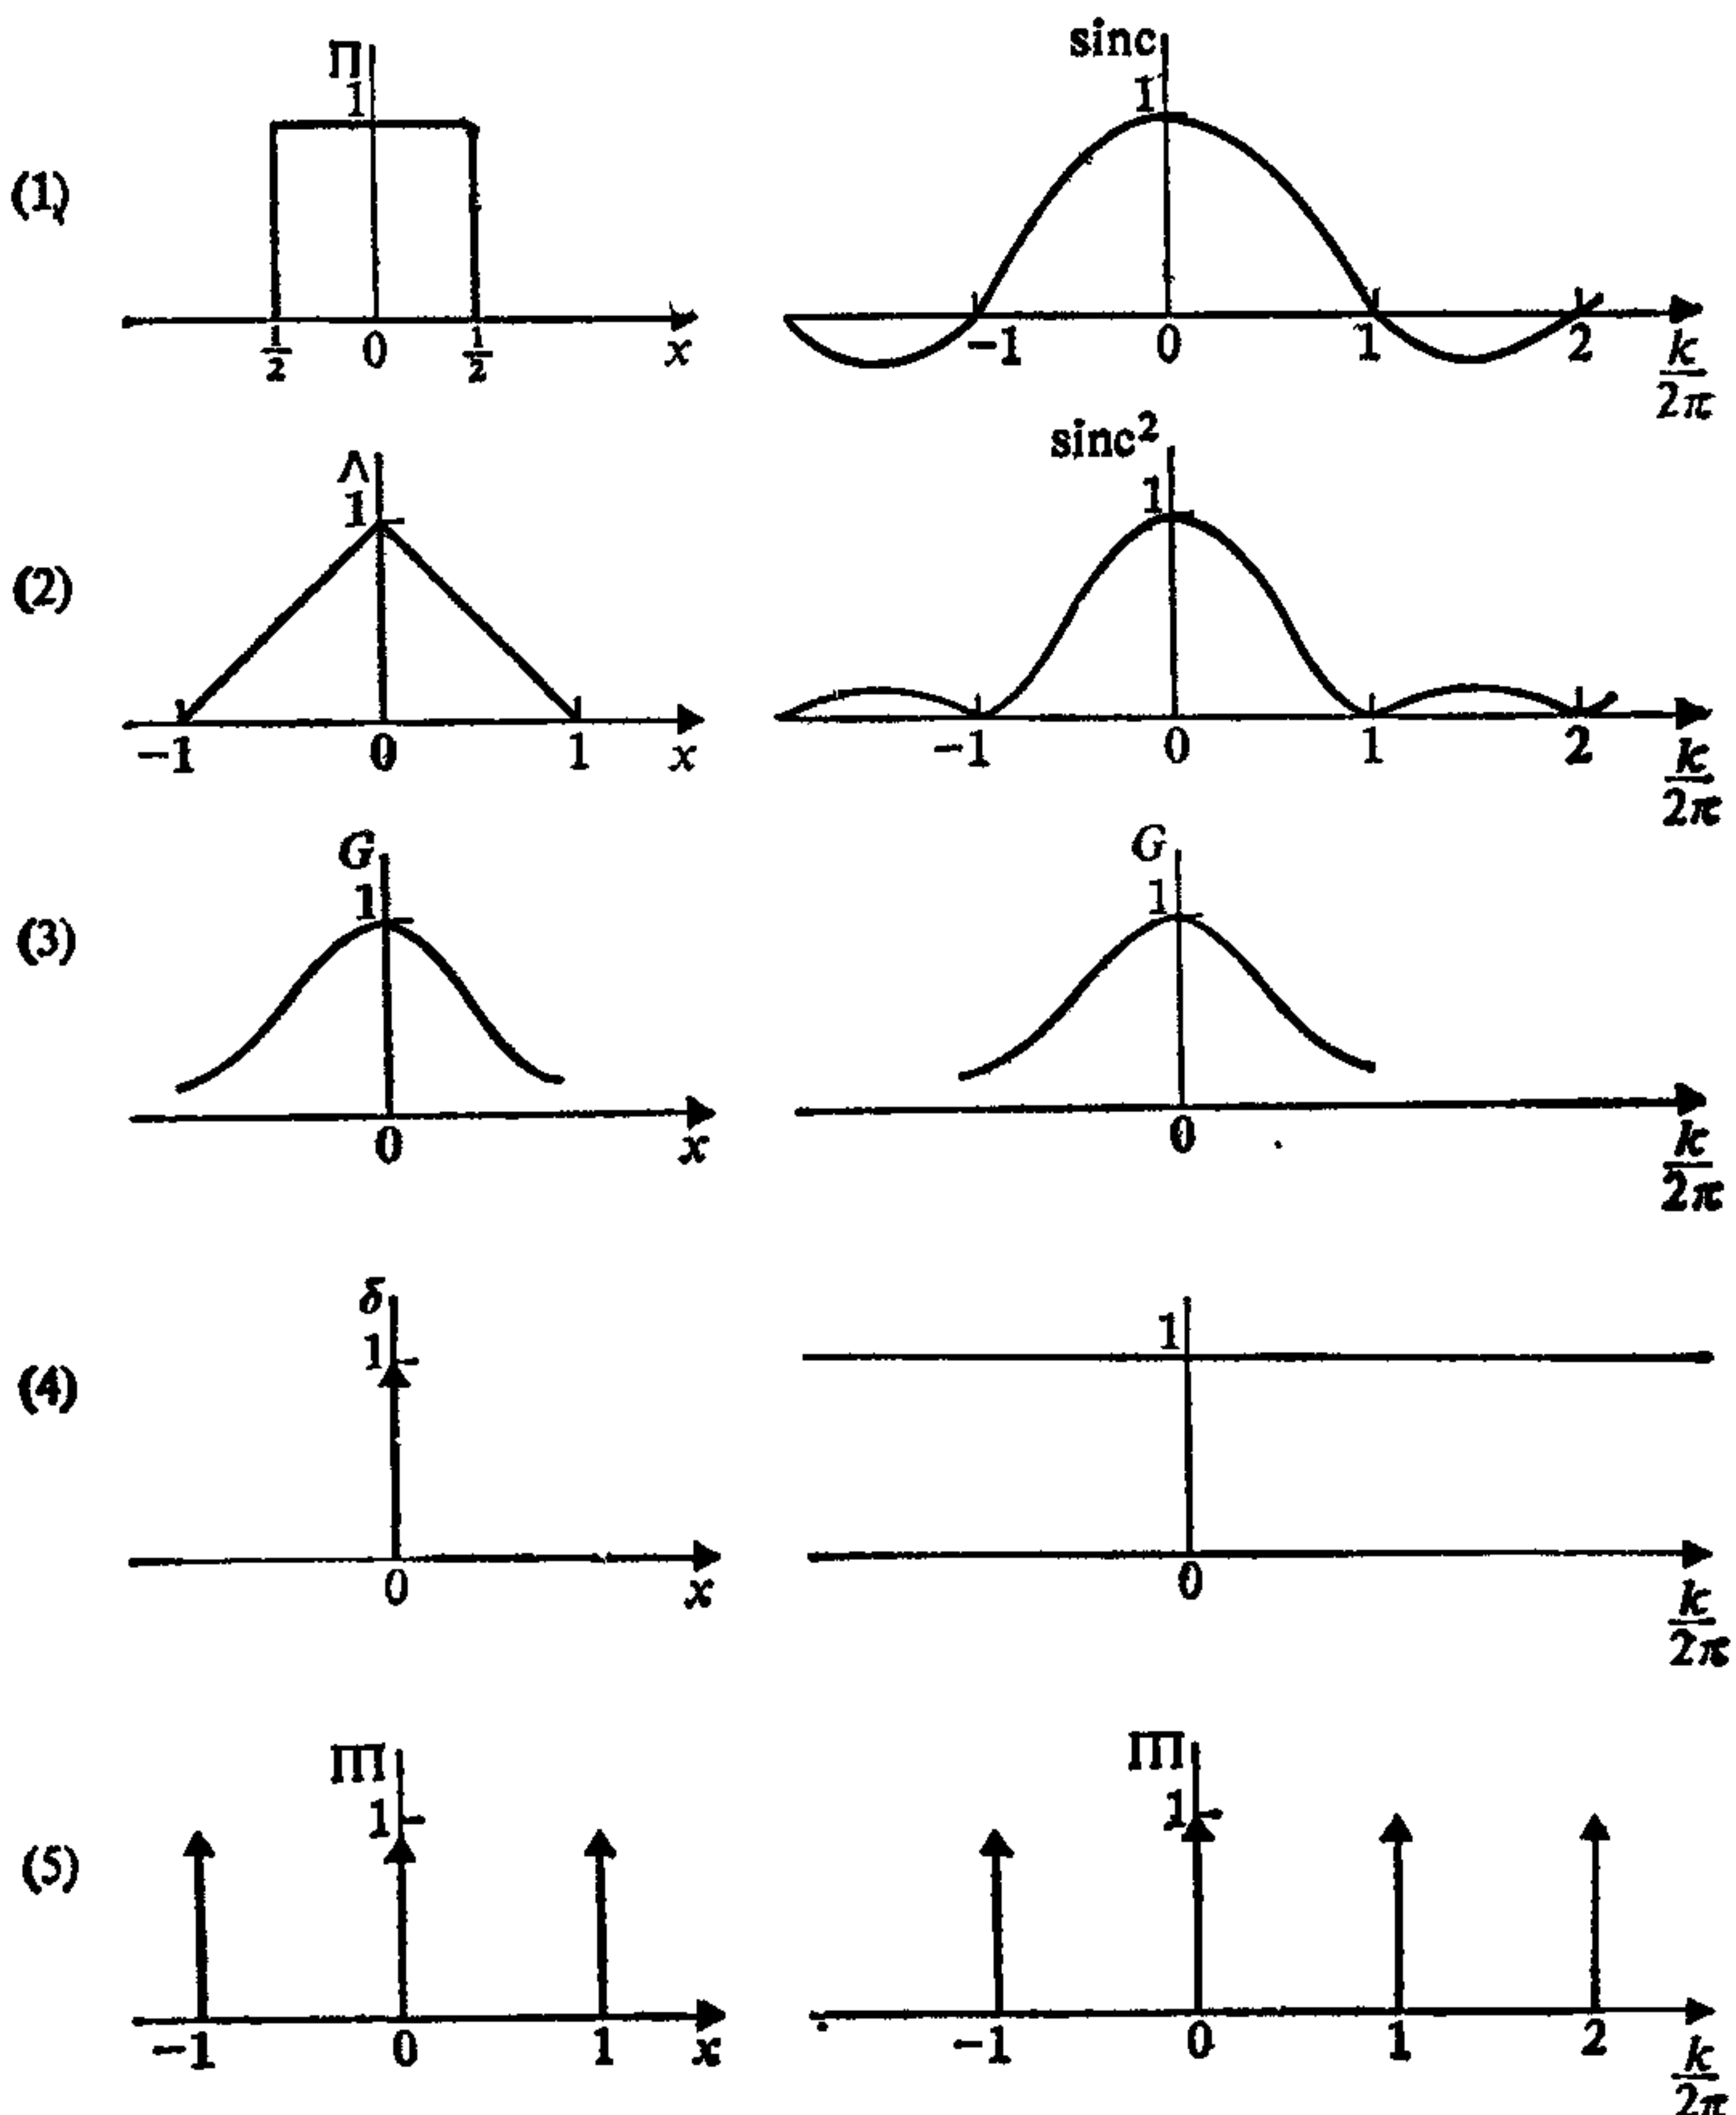 Π sinc
1 1
(1)
1/2 0 1/2 x -1 0 1 2 k/2π
Λ sinc²
1 1
(2)
-1 0 1 x -1 0 1 2 k/2π
G G
1 1
(3)
0 x 0 k/2π
δ
1 1
(4)
0 x 0 k/2π
Ш Ш
1 1
(5)
-1 0 1 x -1 0 1 2 k/2π